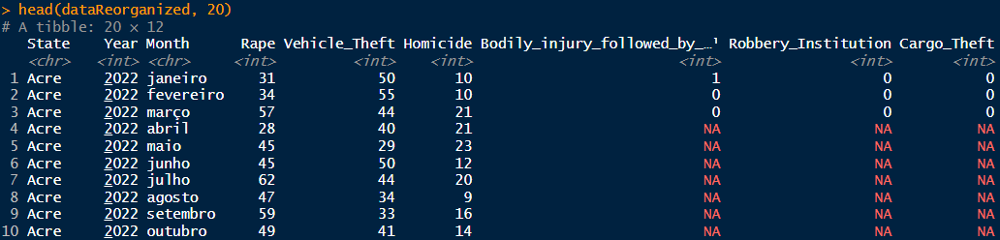 > head(dataReorganized, 20)
# A tibble: 20 × 12
State Year Month Rape Vehicle_Theft Homicide Bodily_injury_followed_by_…¹ Robbery_Institution Cargo_Theft
<chr> <int> <chr> <int> <int> <int> <int> <int> <int>
1 Acre 2022 janeiro 31 50 10 1 0 0
2 Acre 2022 fevereiro 34 55 10 0 0 0
3 Acre 2022 março 57 44 21 0 0 0
4 Acre 2022 abril 28 40 21 NA NA NA
5 Acre 2022 maio 45 29 23 NA NA NA
6 Acre 2022 junho 45 50 12 NA NA NA
7 Acre 2022 julho 62 44 20 NA NA NA
8 Acre 2022 agosto 47 34 9 NA NA NA
9 Acre 2022 setembro 59 33 16 NA NA NA
10 Acre 2022 outubro 49 41 14 NA NA NA